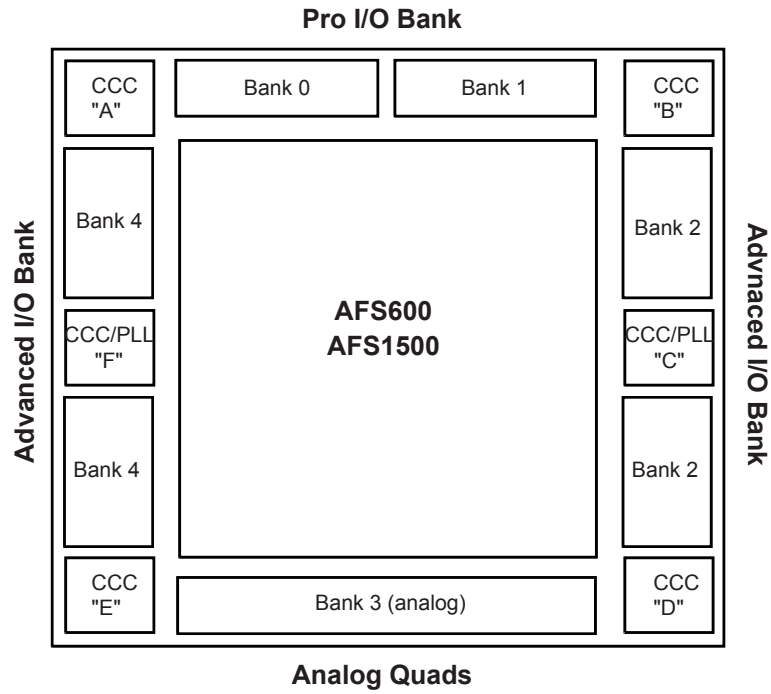 Pro I/O Bank
CCC
"A"
Bank 0
Bank 1
CCC
"B"
Advanced I/O Bank
Bank 4
Bank 2
Advnaced I/O Bank
AFS600
AFS1500
CCC/PLL
"F"
CCC/PLL
"C"
Bank 4
Bank 2
CCC
"E"
Bank 3 (analog)
CCC
"D"
Analog Quads